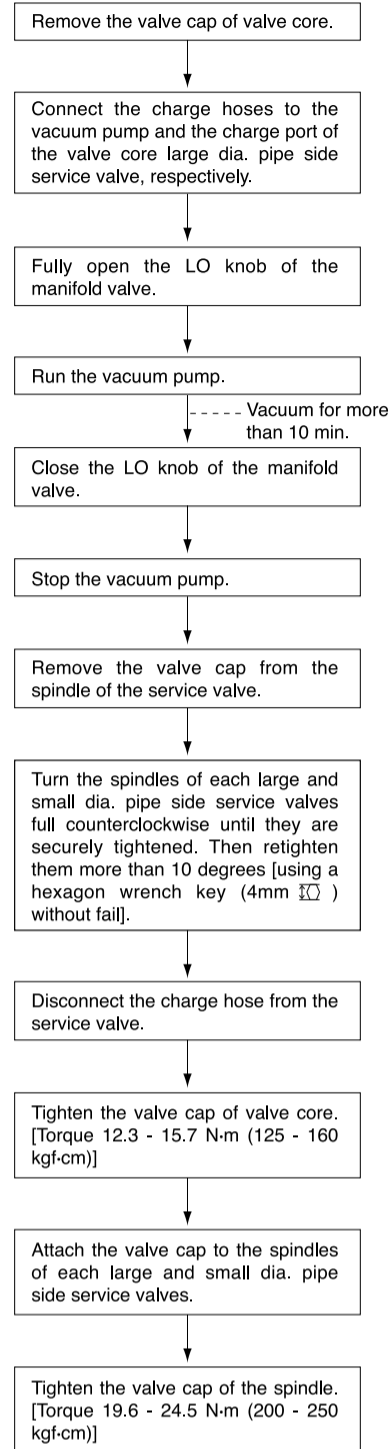 Remove the valve cap of valve core.
Connect the charge hoses to the
vacuum pump and the charge port of
the valve core large dia. pipe side
service valve, respectively.
Fully open the LO knob of the
manifold valve.
Run the vacuum pump.
Vacuum for more
than 10 min.
Close the LO knob of the manifold
valve.
Stop the vacuum pump.
Remove the valve cap from the
spindle of the service valve.
Turn the spindles of each large and
small dia. pipe side service valves
full counterclockwise until they are
securely tightened. Then retighten
them more than 10 degrees [using a
hexagon wrench key (4mm )
without fail].
Disconnect the charge hose from the
service valve.
Tighten the valve cap of valve core.
[Torque 12.3 - 15.7 N·m (125 - 160
kgf·cm)]
Attach the valve cap to the spindles
of each large and small dia. pipe
side service valves.
Tighten the valve cap of the spindle.
[Torque 19.6 - 24.5 N·m (200 - 250
kgf·cm)]